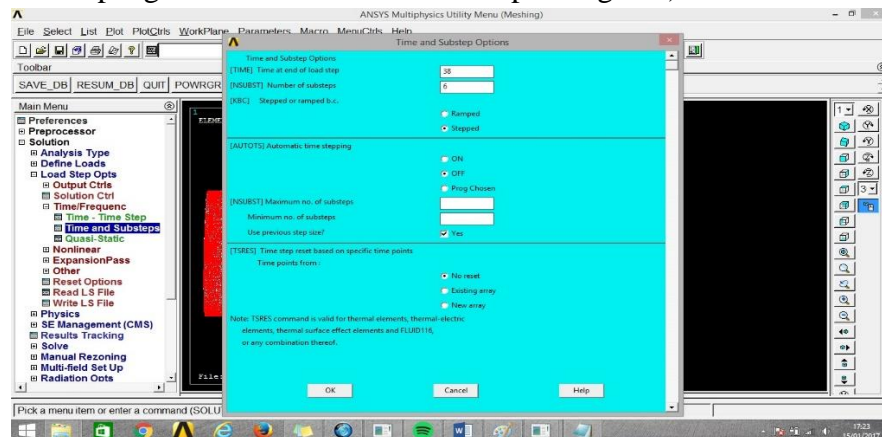 ANSYS Multiphysics Utility Menu (Meshing)
File Select List Plot PlotCtrls WorkPlane Parameters Macro MenuCtrls Help
Time and Substep Options
Toolbar
SAVE_DB RESUM_DB QUIT POWRGR
Main Menu
Preferences
Preprocessor
Solution
Analysis Type
Define Loads
Load Step Opts
Output Ctrls
Solution Ctrl
Time/Frequenc
Time - Time Step
Time and Substeps
Quasi-Static
Nonlinear
ExpansionPass
Other
Reset Options
Read LS File
Write LS File
Physics
SE Management (CMS)
Results Tracking
Solve
Manual Rezoning
Multi-field Set Up
Radiation Opts
1
ELEME
File:
Time and Substep Options
[TIME] Time at end of load step 38
[NSUBST] Number of substeps 6
[KBC] Stepped or ramped b.c.
Ramped
Stepped
[AUTOTS] Automatic time stepping
ON
OFF
Prog Chosen
[NSUBST] Maximum no. of substeps
Minimum no. of substeps
Use previous step size? Yes
[TSRES] Time step reset based on specific time points
Time points from :
No reset
Existing array
New array
Note: TSRES command is valid for thermal elements, thermal-electric
elements, thermal surface effect elements and FLUID116,
or any combination thereof.
OK Cancel Help
1
3
Pick a menu item or enter a command (SOLU
17:23
15/01/2017